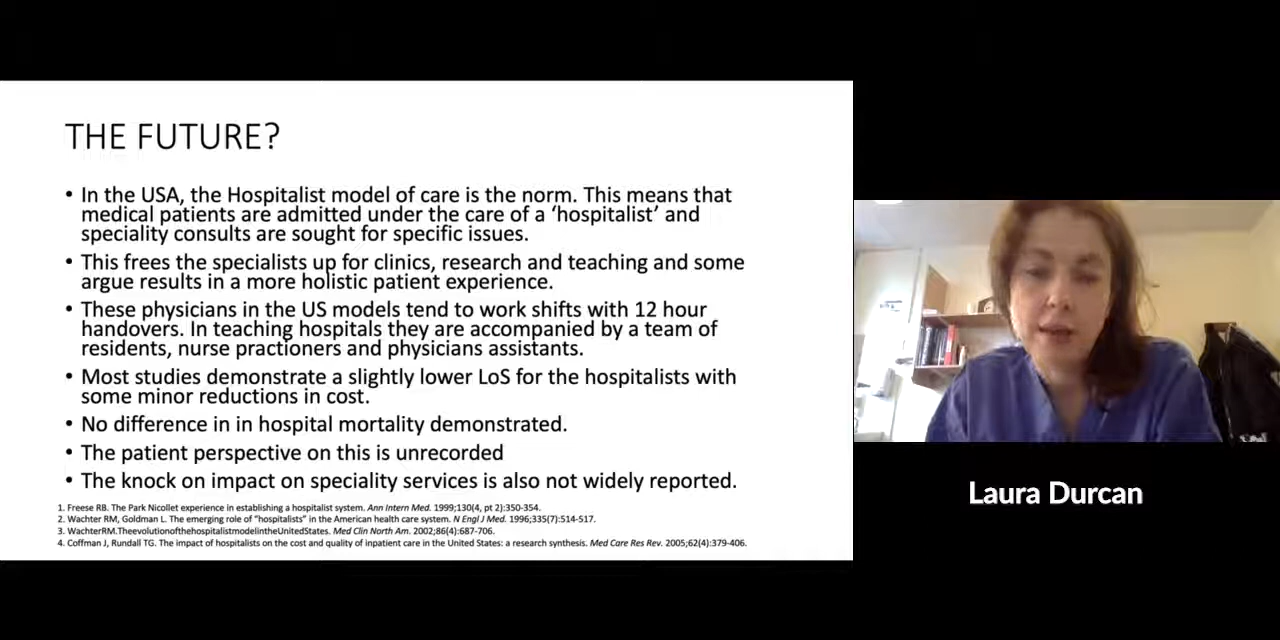 THE FUTURE?
• In the USA, the Hospitalist model of care is the norm. This means that
medical patients are admitted under the care of a ‘hospitalist’ and
speciality consults are sought for specific issues.
• This frees the specialists up for clinics, research and teaching and some
argue results in a more holistic patient experience.
• These physicians in the US models tend to work shifts with 12 hour
handovers. In teaching hospitals they are accompanied by a team of
residents, nurse practioners and physicians assistants.
• Most studies demonstrate a slightly lower LoS for the hospitalists with
some minor reductions in cost.
• No difference in in hospital mortality demonstrated.
• The patient perspective on this is unrecorded
• The knock on impact on speciality services is also not widely reported.
1. Freese RB. The Park Nicollet experience in establishing a hospitalist system. Ann Intern Med. 1999;130(4, pt 2):350-354.
2. Wachter RM, Goldman L. The emerging role of “hospitalists” in the American health care system. N Engl J Med. 1996;335(7):514-517.
3. WachterRM.TheevolutionofthehospitalistmodelintheUnitedStates. Med Clin North Am. 2002;86(4):687-706.
4. Coffman J, Rundall TG. The impact of hospitalists on the cost and quality of inpatient care in the United States: a research synthesis. Med Care Res Rev. 2005;62(4):379-406.
Laura Durcan